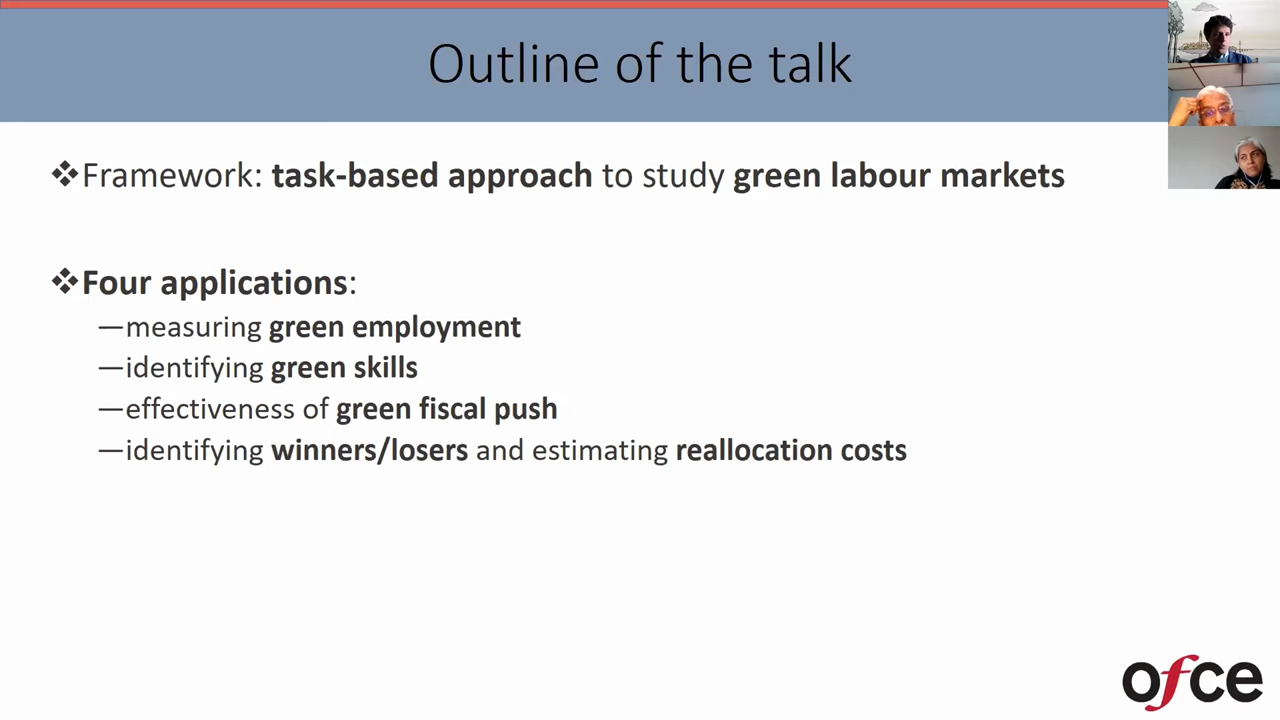 Outline of the talk
❖Framework: task-based approach to study green labour markets
❖Four applications:
—measuring green employment
—identifying green skills
—effectiveness of green fiscal push
—identifying winners/losers and estimating reallocation costs
ofce